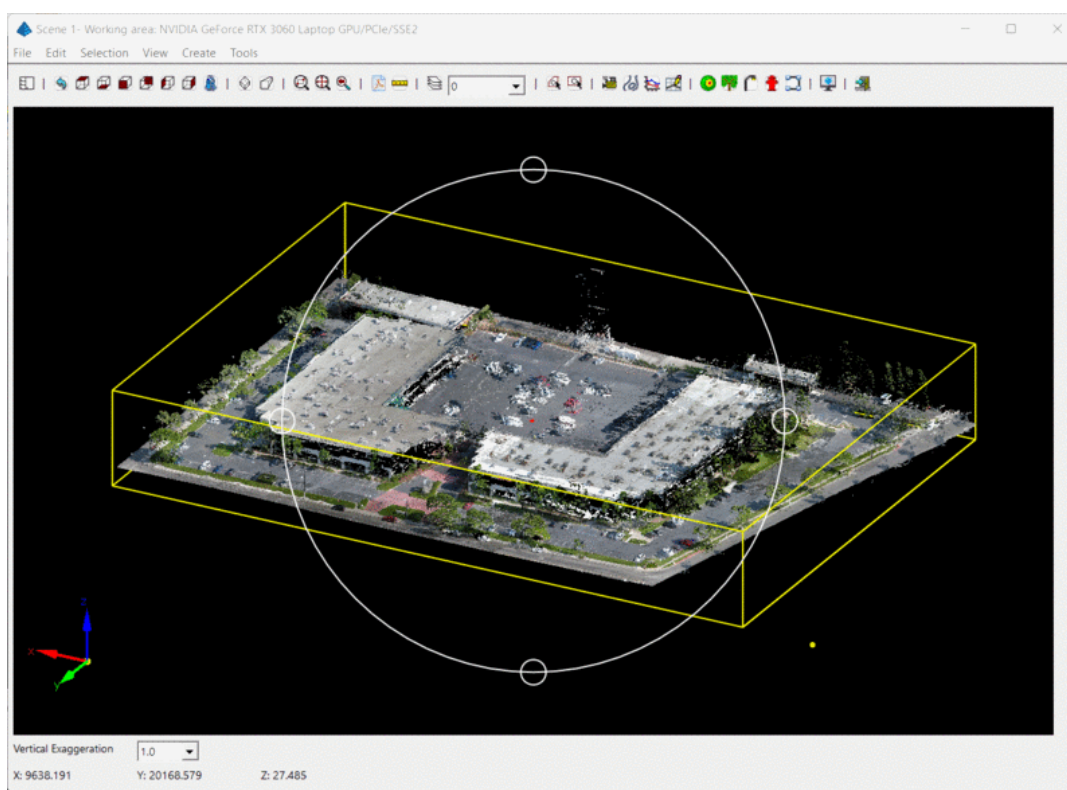 Scene 1- Working area: NVIDIA GeForce RTX 3060 Laptop GPU/PCIe/SSE2
File Edit Selection View Create Tools
0
Z
X
Y
Vertical Exaggeration 1.0
X: 9638.191 Y: 20168.579 Z: 27.485